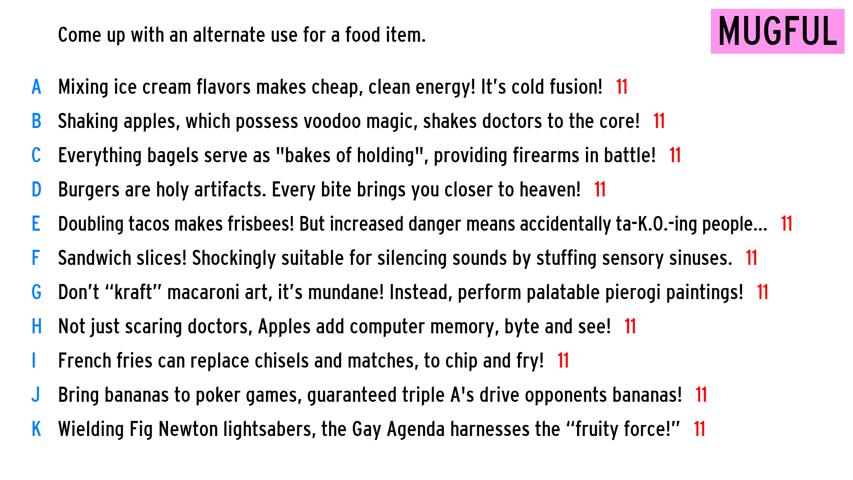 Come up with an alternate use for a food item.
MUGFUL
A Mixing ice cream flavors makes cheap, clean energy! It's cold fusion! 11
B Shaking apples, which possess voodoo magic, shakes doctors to the core! 11
C Everything bagels serve as "bakes of holding", providing firearms in battle! 11
D Burgers are holy artifacts. Every bite brings you closer to heaven! 11
E Doubling tacos makes frisbees! But increased danger means accidentally ta-K.O.-ing people... 11
F Sandwich slices! Shockingly suitable for silencing sounds by stuffing sensory sinuses. 11
G Don't “kraft” macaroni art, it's mundane! Instead, perform palatable pierogi paintings! 11
H Not just scaring doctors, Apples add computer memory, byte and see! 11
I French fries can replace chisels and matches, to chip and fry! 11
J Bring bananas to poker games, guaranteed triple A's drive opponents bananas! 11
K Wielding Fig Newton lightsabers, the Gay Agenda harnesses the “fruity force!” 11